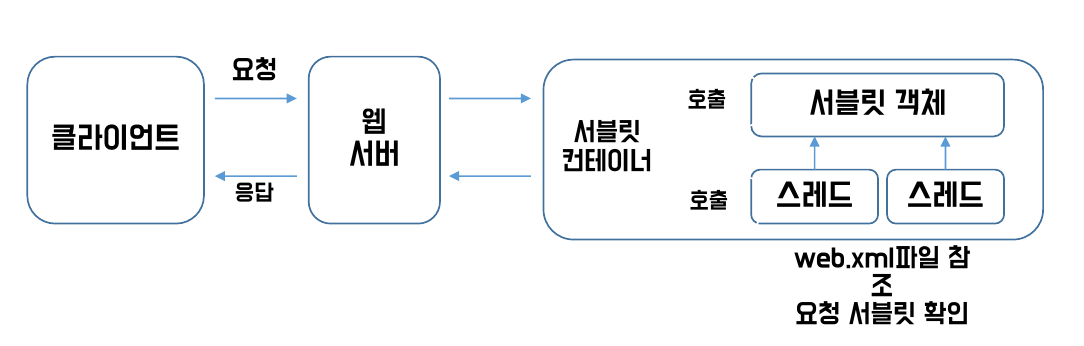 요청
클라이언트
응답
웹
서버
서블릿
컨테이너
호출
서블릿 객체
호출
스레드
스레드
web.xml파일 참
조
요청 서블릿 확인